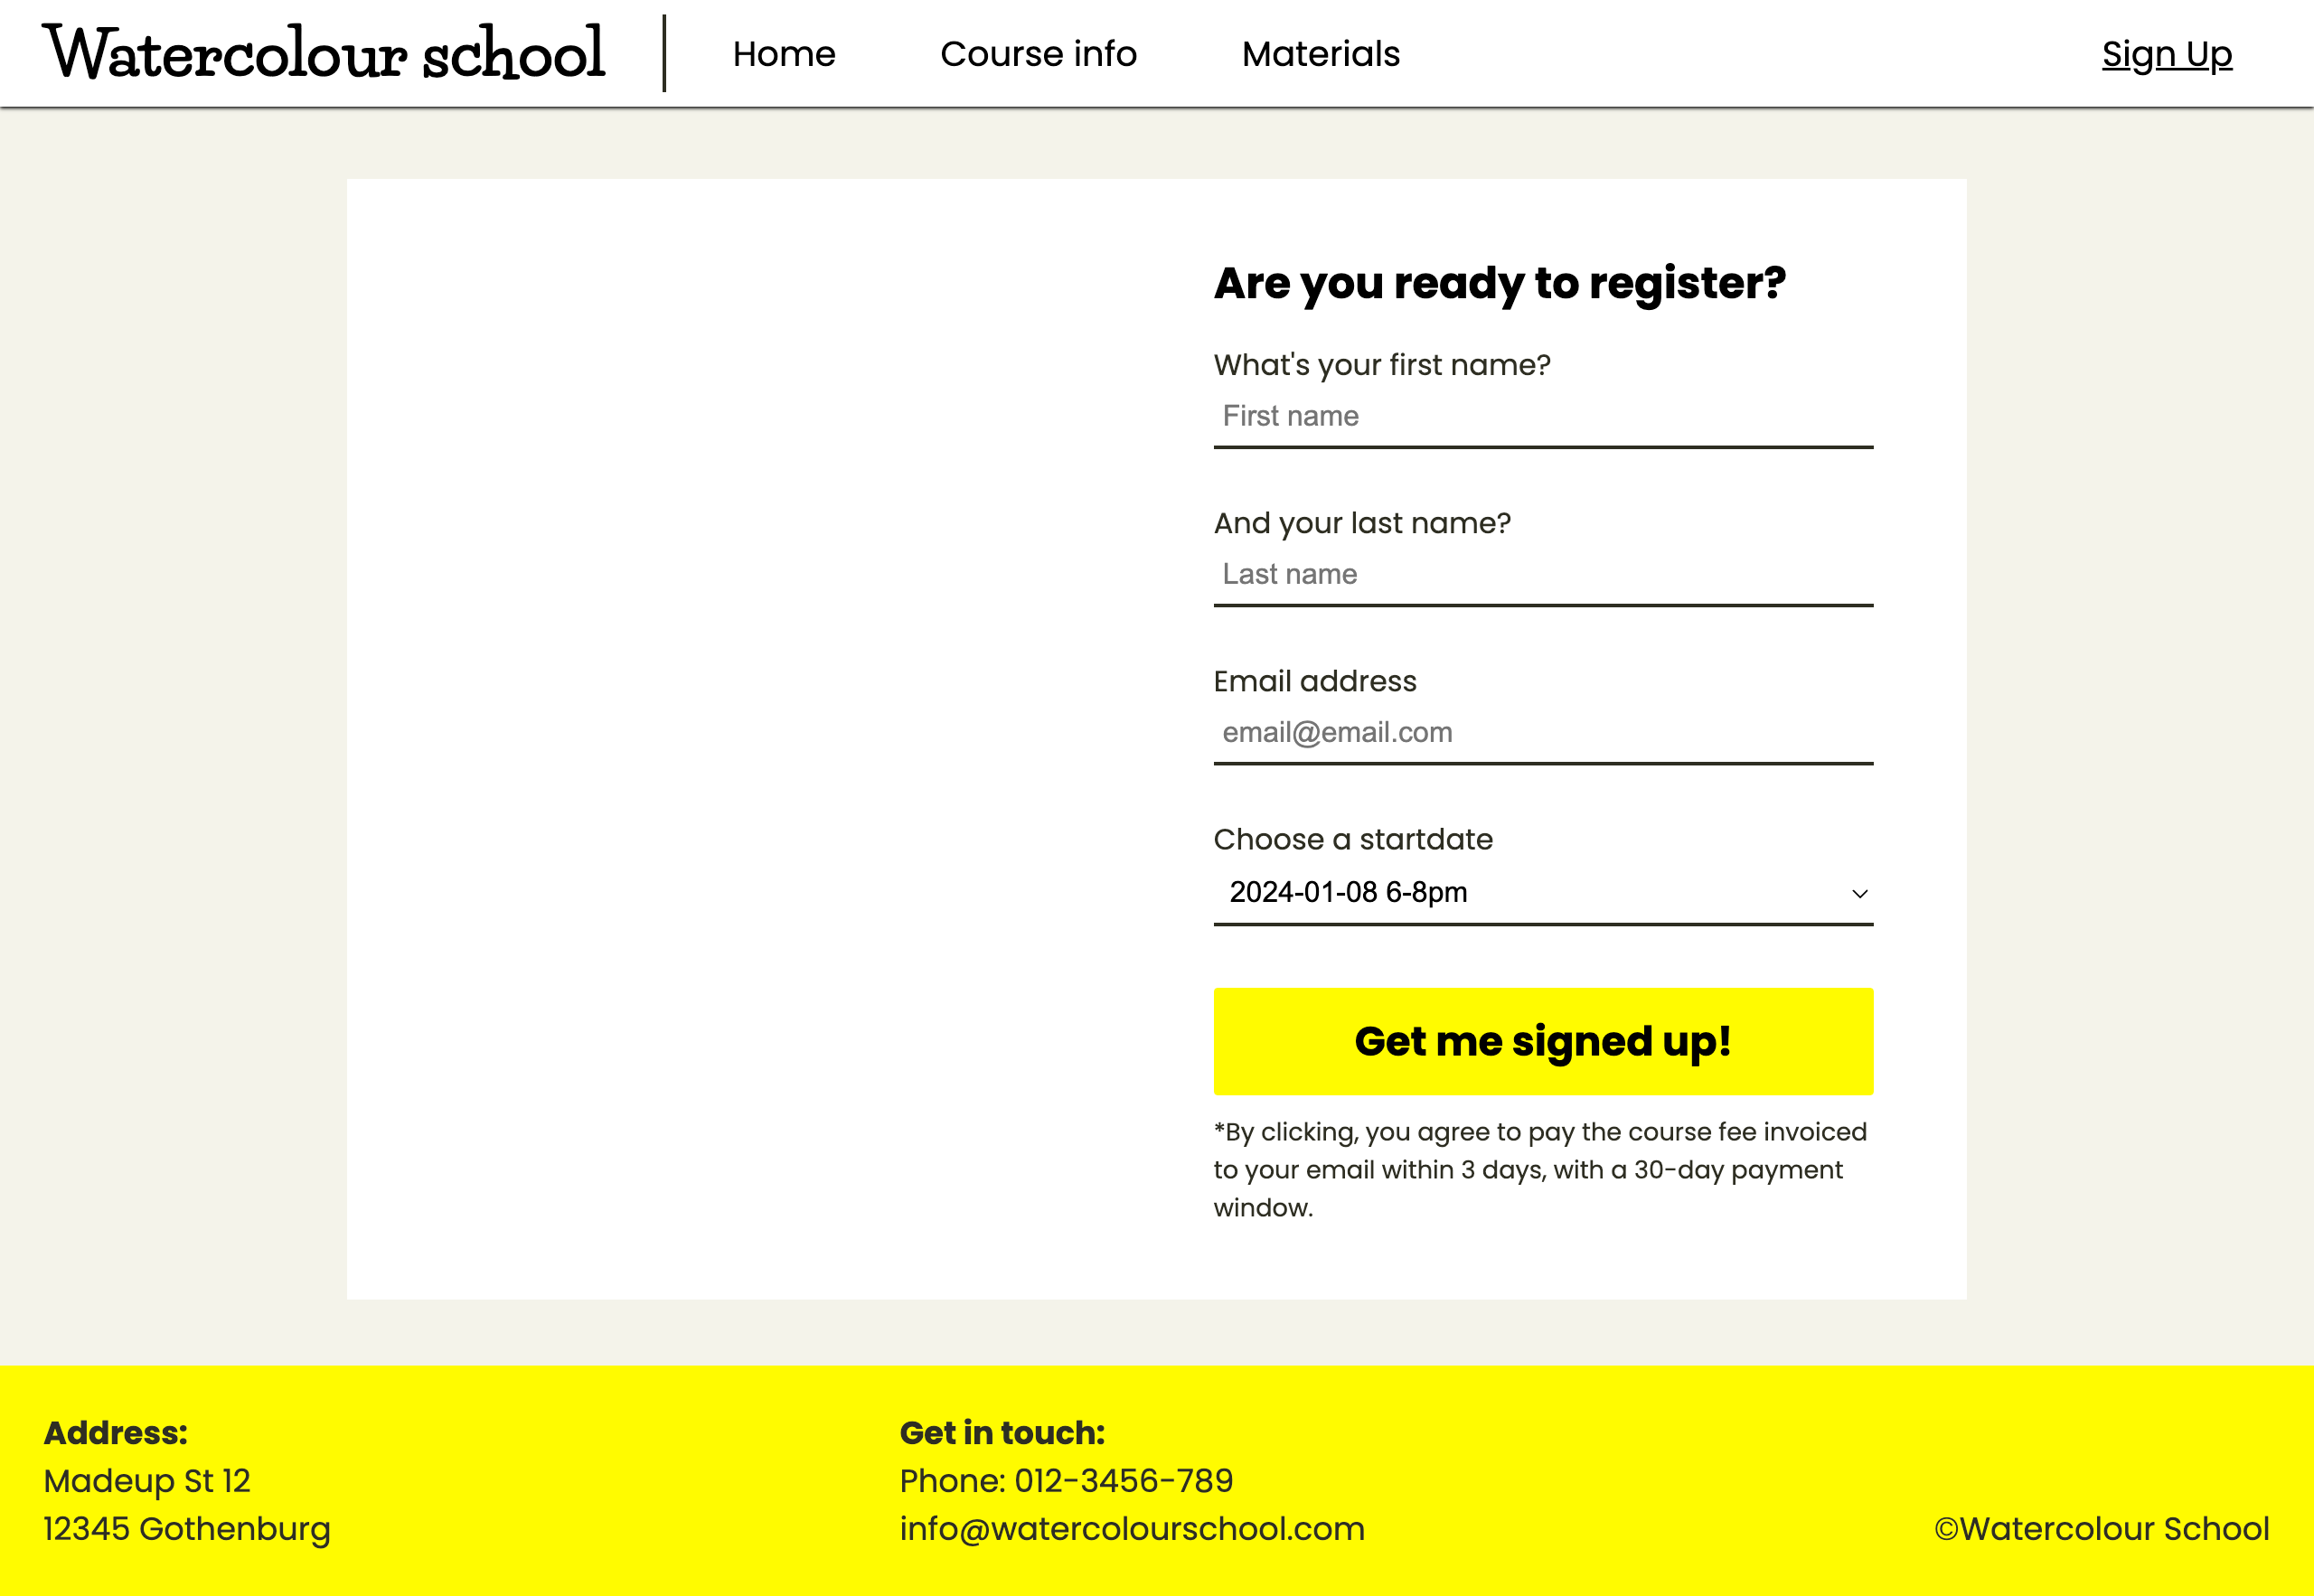 Watercolour school
Home
Course info
Materials
Sign Up
Are you ready to register?
What's your first name?
First name
And your last name?
Last name
Email address
email@email.com
Choose a startdate
2024-01-08 6-8pm
Get me signed up!
*By clicking, you agree to pay the course fee invoiced
to your email within 3 days, with a 30-day payment
window.
Address:
Madeup St 12
12345 Gothenburg
Get in touch:
Phone: 012-3456-789
info@watercolourschool.com
©Watercolour School